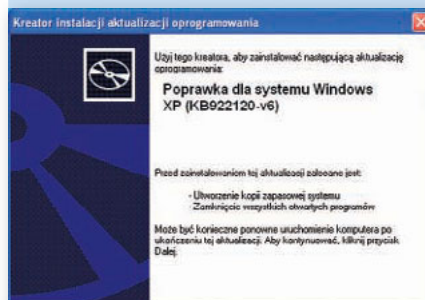 Kreator instalacji aktualizacji oprogramowania
Użyj tego kreatora, aby zainstalować następującą aktualizację
oprogramowania:
Poprawka dla systemu Windows
XP (KB922120-v6)
Przed zainstalowaniem tej aktualizacji zalecane jest:
- Utworzenie kopii zapasowej systemu
- Zamknięcie wszystkich otwartych programów
Może być konieczne ponowne uruchomienie komputera po
ukończeniu tej aktualizacji. Aby kontynuować, kliknij przycisk
Dalej.